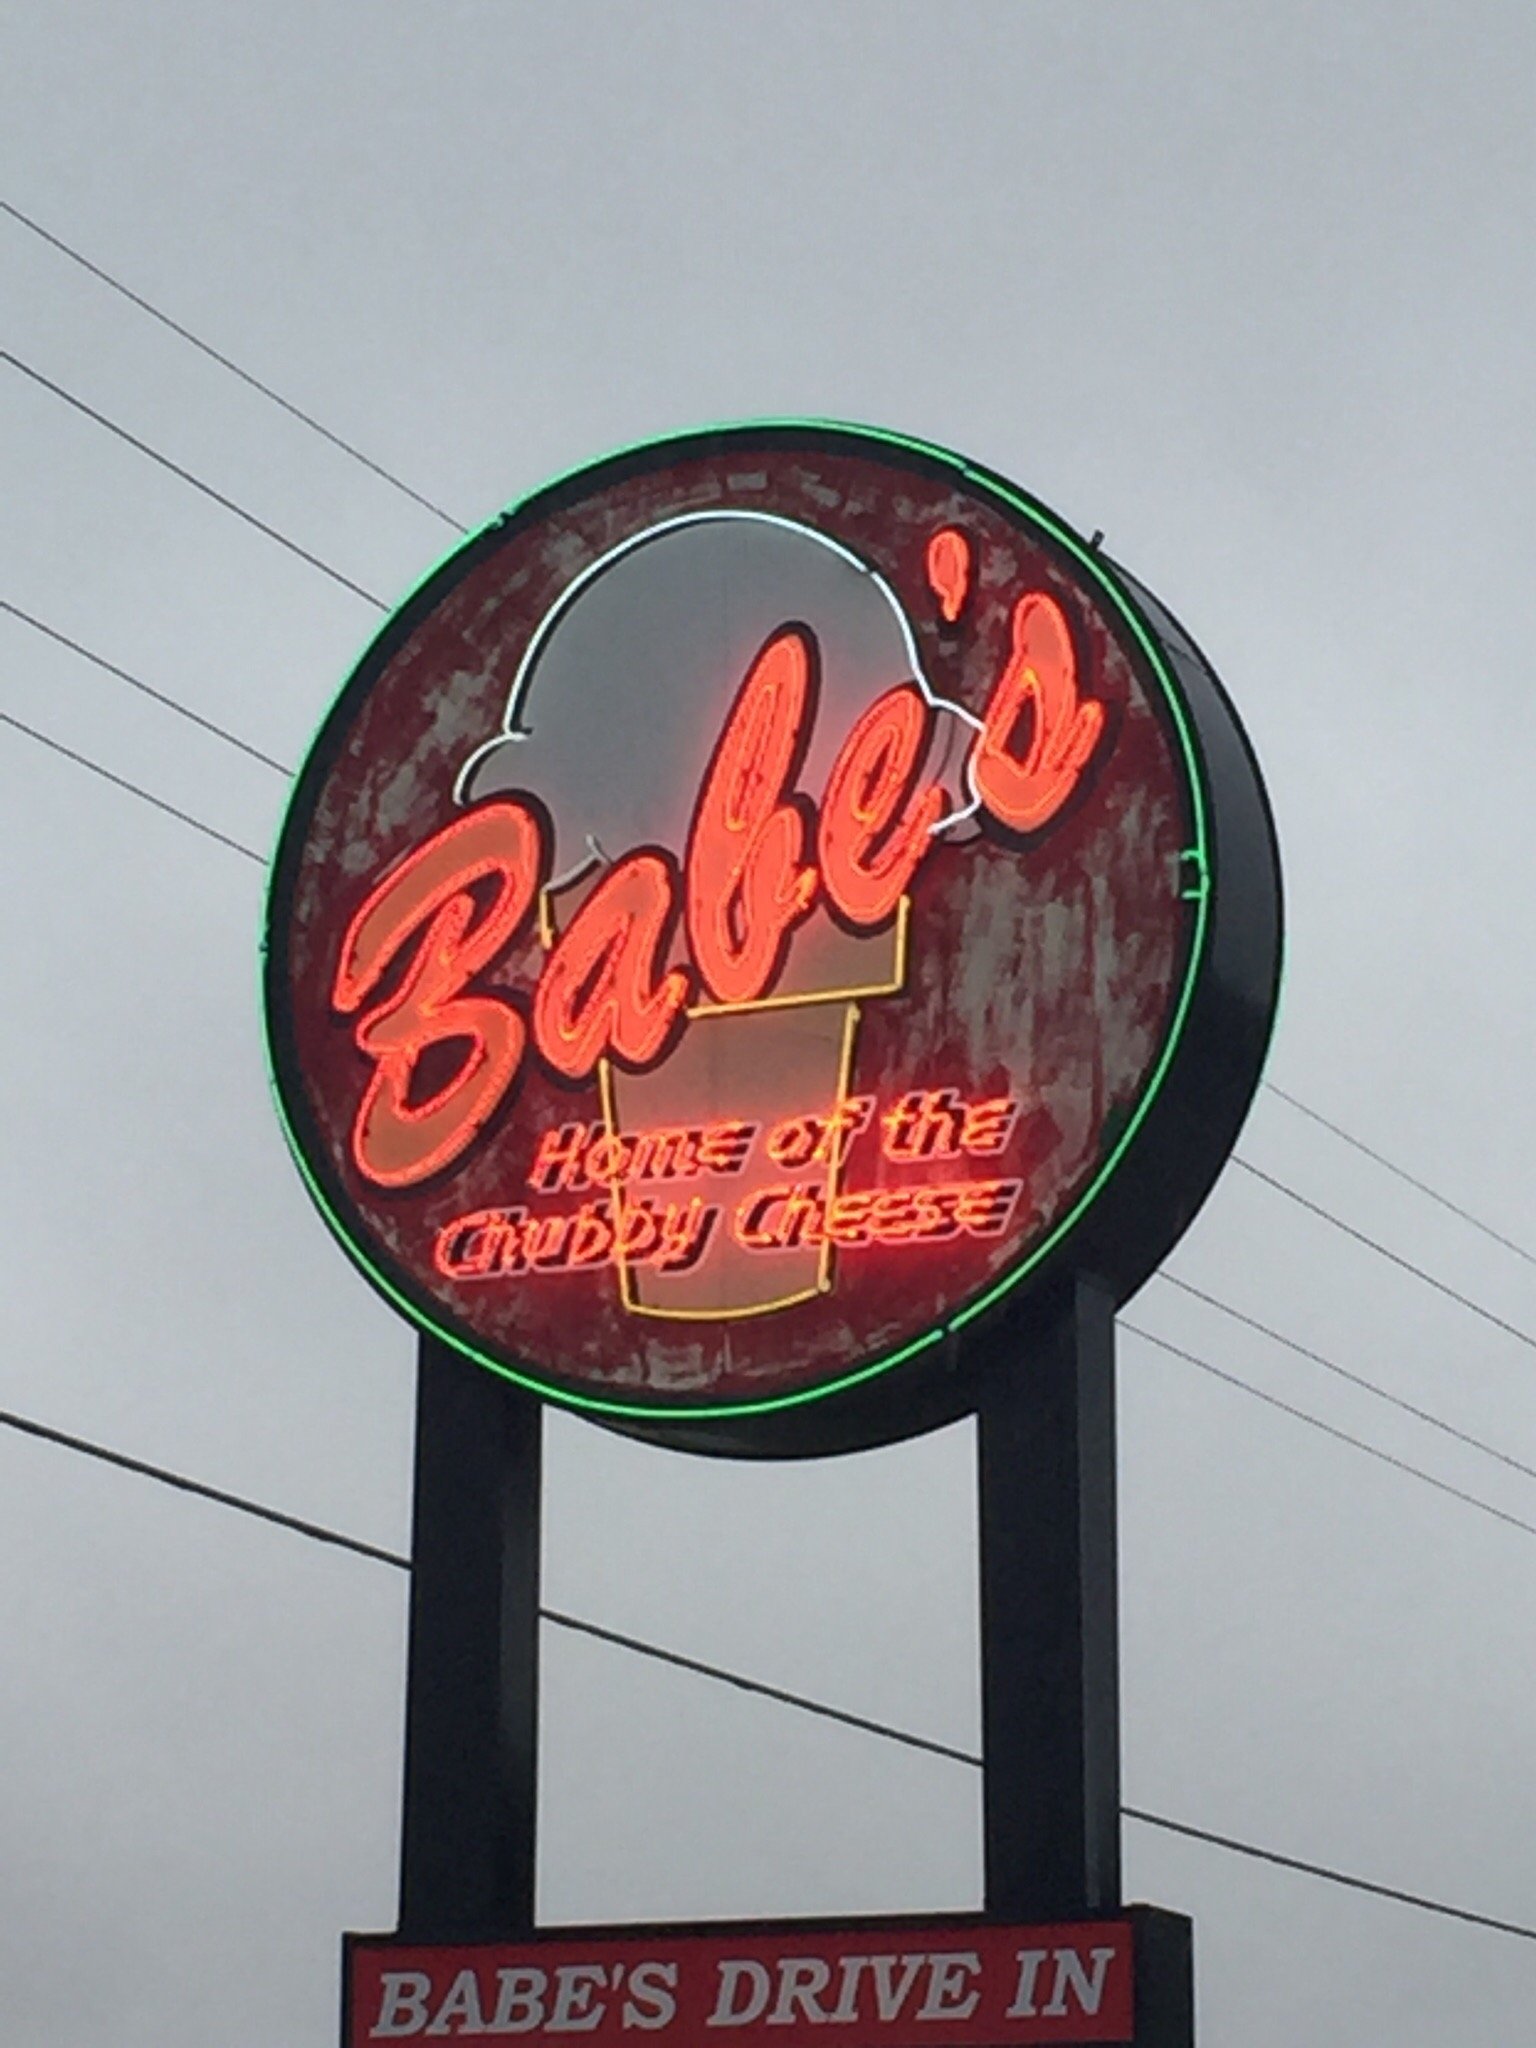 Babe's
Home of the
Chubby Cheese
BABE'S DRIVE IN